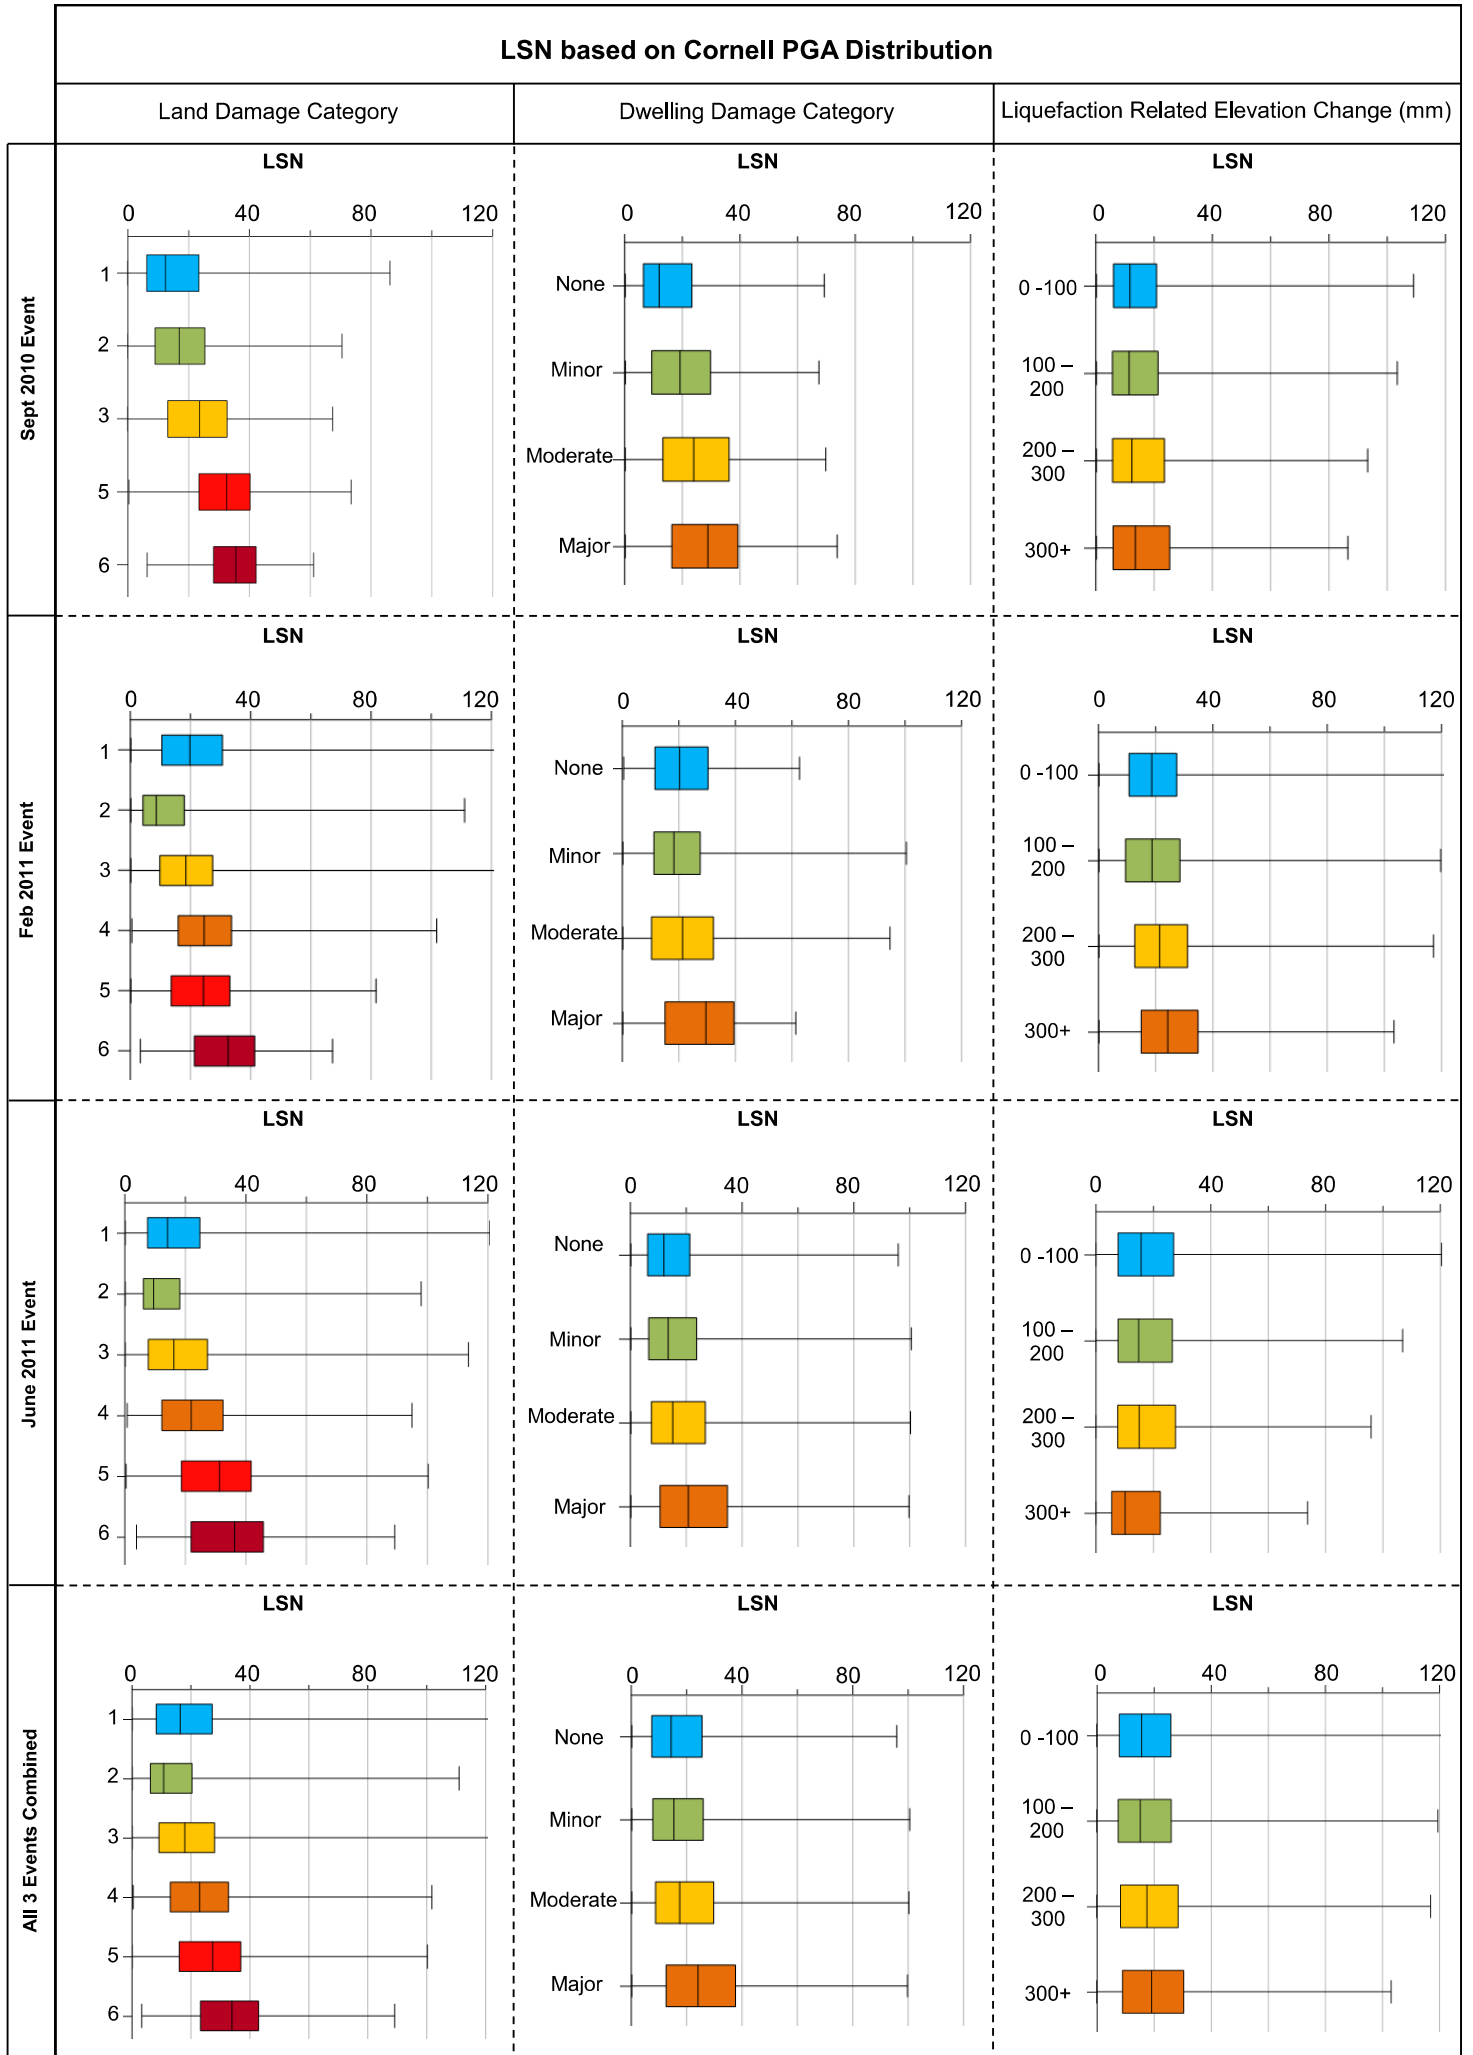 LSN based on Cornell PGA Distribution
Land Damage Category
Dwelling Damage Category
Liquefaction Related Elevation Change (mm)
Sept 2010 Event
LSN
0 40 80 120
1
2
3
5
6
LSN
0 40 80 120
None
Minor
Moderate
Major
LSN
0 40 80 120
0 -100
100 –
200
200 –
300
300+
Feb 2011 Event
LSN
0 40 80 120
1
2
3
4
5
6
LSN
0 40 80 120
None
Minor
Moderate
Major
LSN
0 40 80 120
0 -100
100 –
200
200 –
300
300+
June 2011 Event
LSN
0 40 80 120
1
2
3
4
5
6
LSN
0 40 80 120
None
Minor
Moderate
Major
LSN
0 40 80 120
0 -100
100 –
200
200 –
300
300+
All 3 Events Combined
LSN
0 40 80 120
1
2
3
4
5
6
LSN
0 40 80 120
None
Minor
Moderate
Major
LSN
0 40 80 120
0 -100
100 –
200
200 –
300
300+